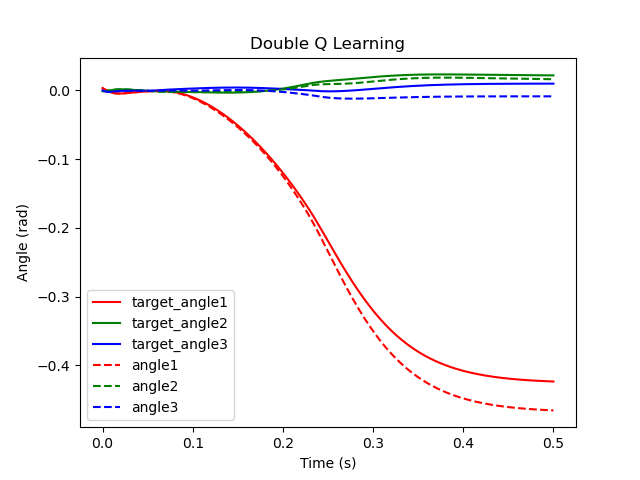 Double Q Learning
Angle (rad)
0.0
−0.1
−0.2
−0.3
−0.4
target_angle1
target_angle2
target_angle3
angle1
angle2
angle3
0.0 0.1 0.2 0.3 0.4 0.5
Time (s)